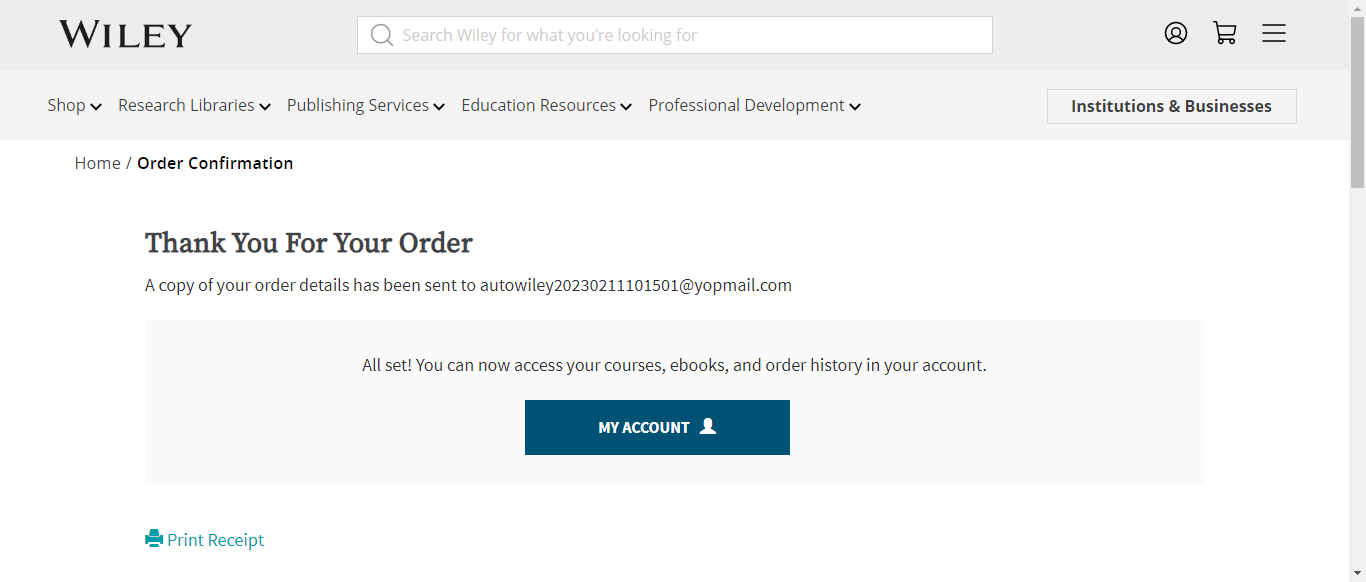 WILEY
Search Wiley for what you're looking for
Shop Research Libraries Publishing Services Education Resources Professional Development Institutions & Businesses
Home / Order Confirmation
Thank You For Your Order
A copy of your order details has been sent to autowiley20230211101501@yopmail.com
All set! You can now access your courses, ebooks, and order history in your account.
MY ACCOUNT
Print Receipt